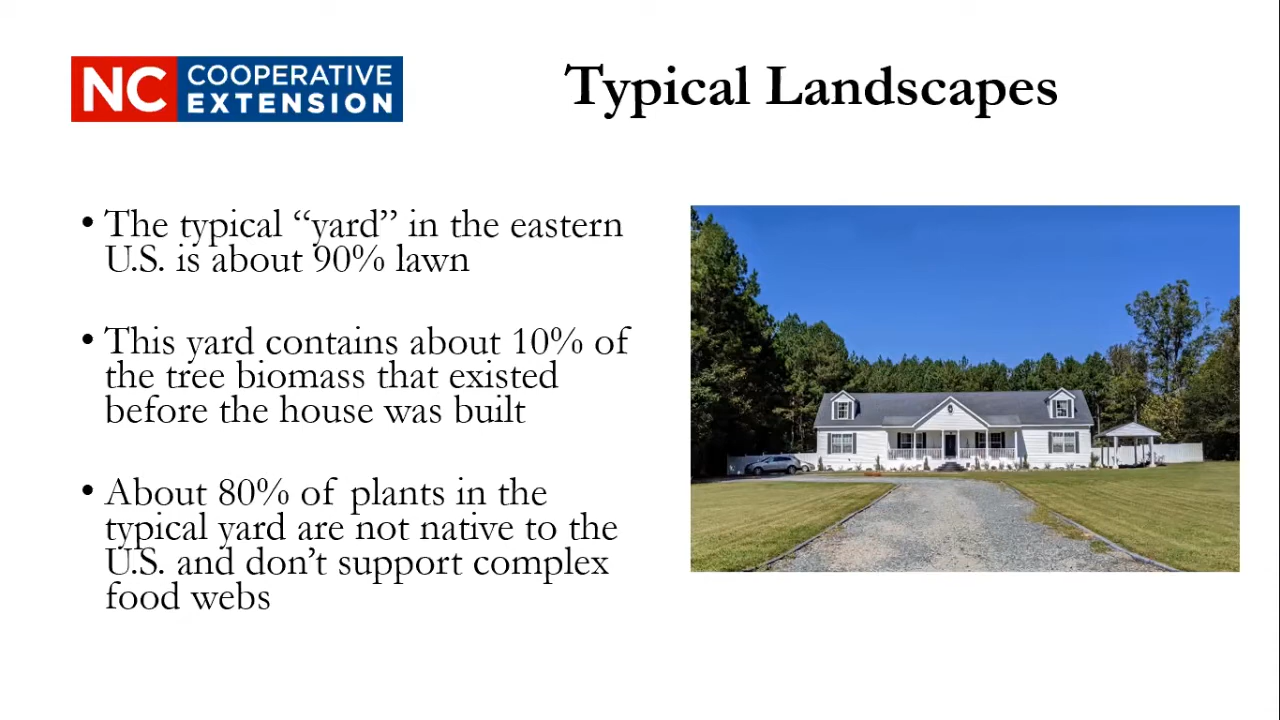 NC COOPERATIVE EXTENSION
Typical Landscapes
• The typical “yard” in the eastern
U.S. is about 90% lawn
• This yard contains about 10% of
the tree biomass that existed
before the house was built
• About 80% of plants in the
typical yard are not native to the
U.S. and don’t support complex
food webs